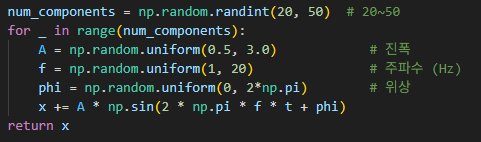 num_components = np.random.randint(20, 50)  # 20~50
for _ in range(num_components):
    A = np.random.uniform(0.5, 3.0)          # 진폭
    f = np.random.uniform(1, 20)             # 주파수 (Hz)
    phi = np.random.uniform(0, 2*np.pi)      # 위상
    x += A * np.sin(2 * np.pi * f * t + phi)
return x